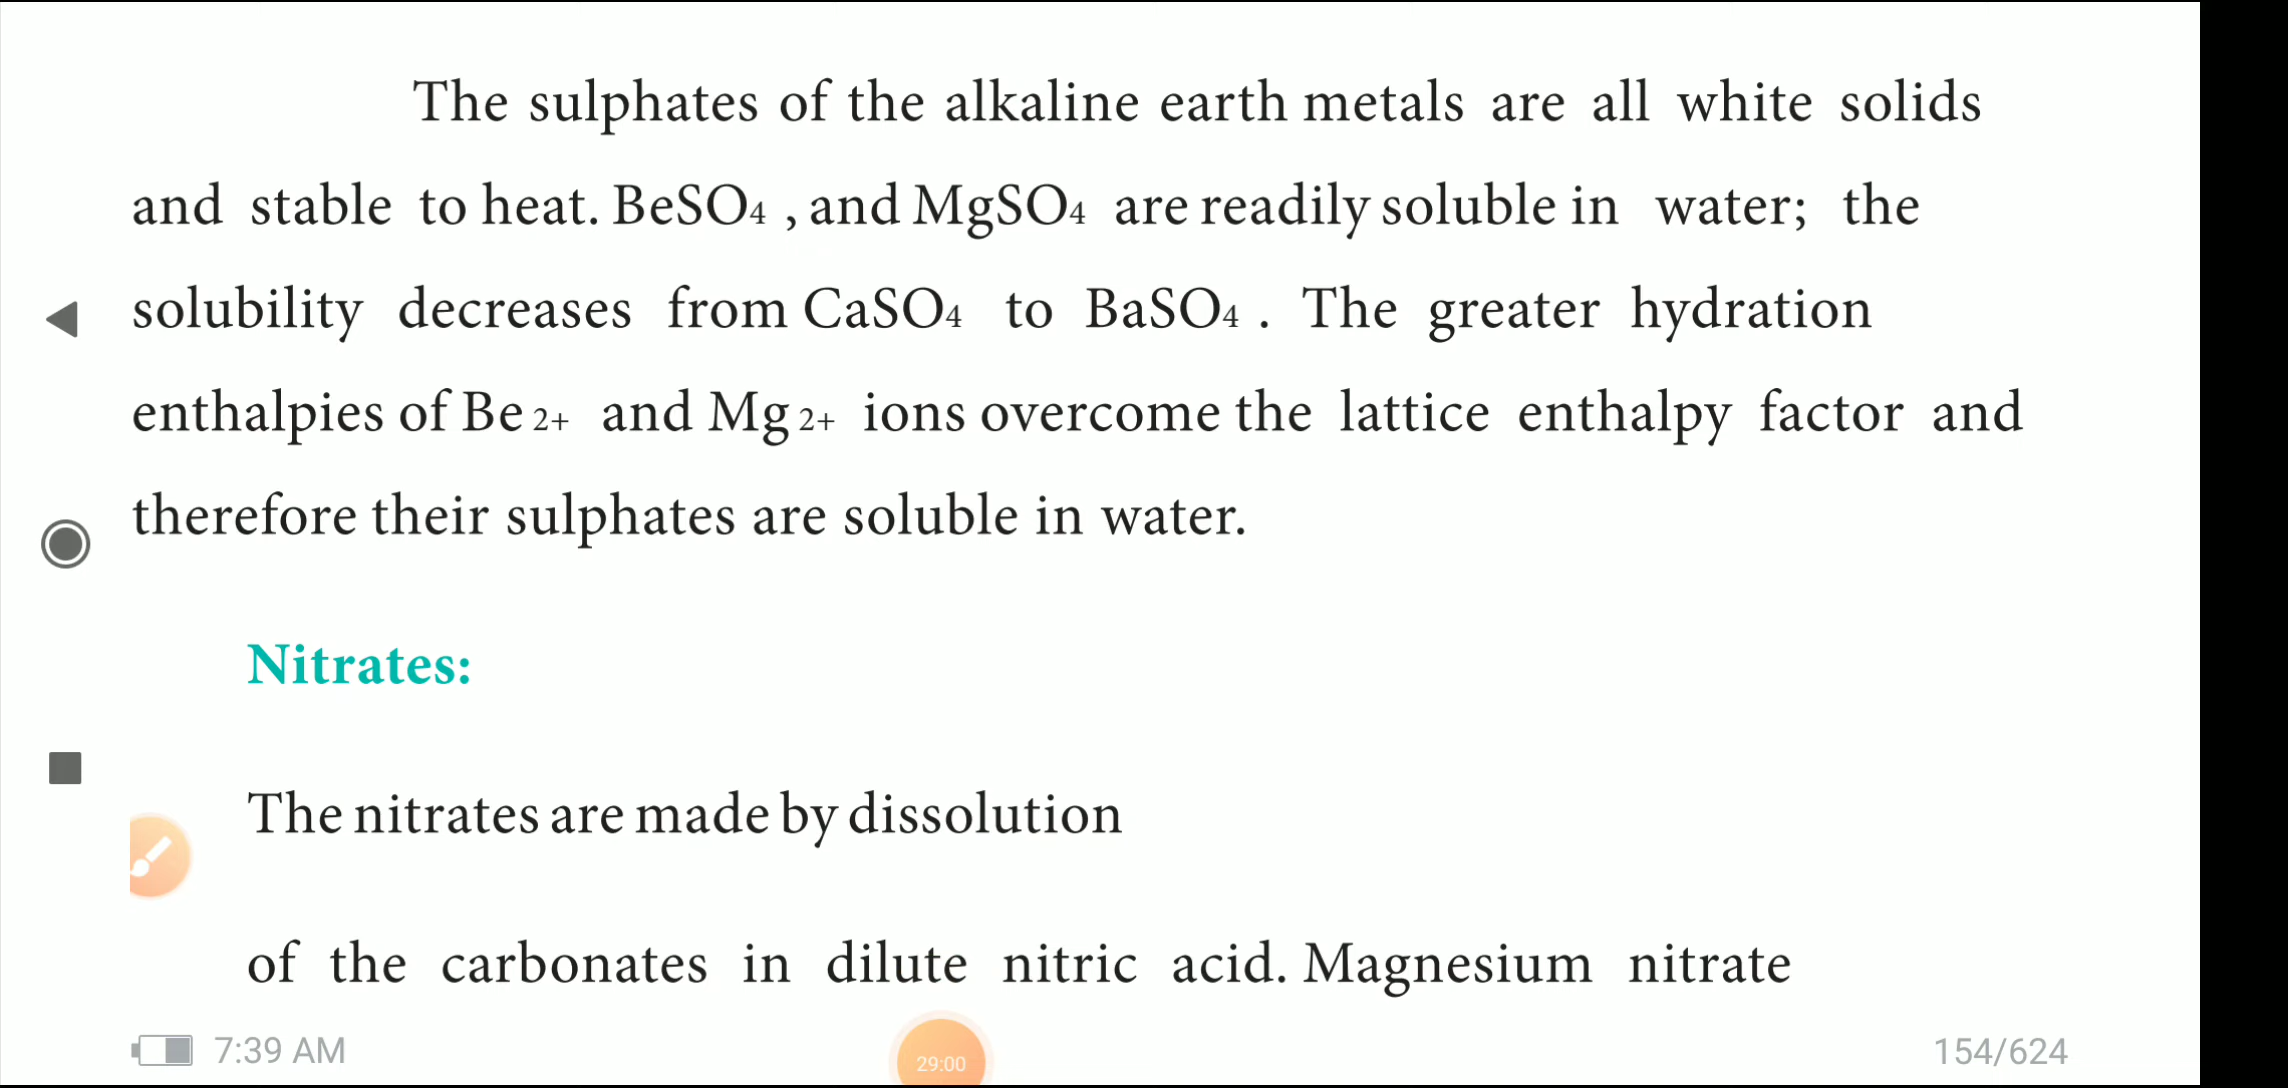 The sulphates of the alkaline earth metals are all white solids
and stable to heat. BeSO4 , and MgSO4 are readily soluble in water; the
solubility decreases from CaSO4 to BaSO4 . The greater hydration
enthalpies of Be 2+ and Mg 2+ ions overcome the lattice enthalpy factor and
therefore their sulphates are soluble in water.
Nitrates:
The nitrates are made by dissolution
of the carbonates in dilute nitric acid. Magnesium nitrate
7:39 AM
29:00
154/624